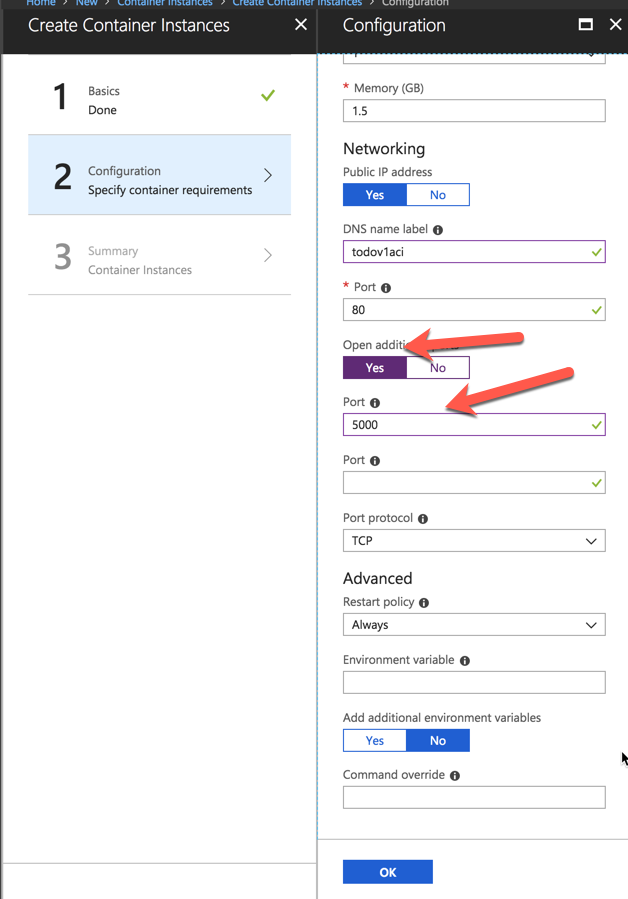 Home > New > Container Instances > Create Container Instances > Configuration
Create Container Instances
Configuration
1
Basics
Done
2
Configuration
Specify container requirements
3
Summary
Container Instances
* Memory (GB)
1.5
Networking
Public IP address
Yes
No
DNS name label
todov1aci
* Port
80
Open additi
Yes
No
Port
5000
Port
Port protocol
TCP
Advanced
Restart policy
Always
Environment variable
Add additional environment variables
Yes
No
Command override
OK